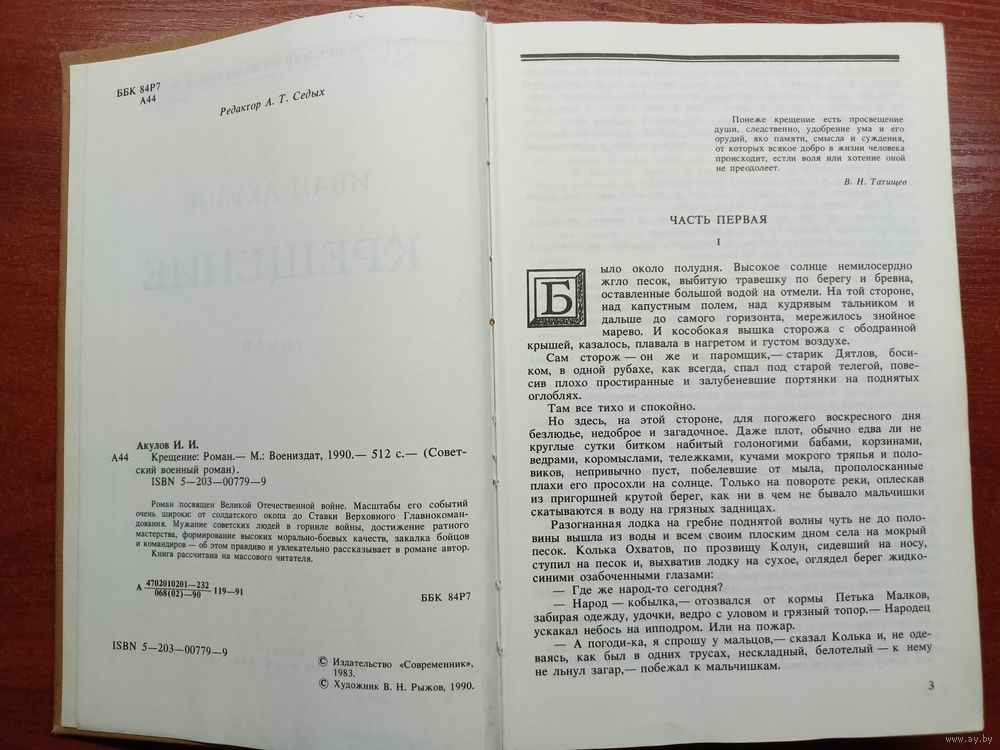 ББК 84Р7
А44
Редактор А. Т. Седых
ИВАН АКУЛОВ
КРЕЩЕНИЕ
РОМАН
Акулов И. И.
А44 Крещение: Роман.— М.: Воениздат, 1990.— 512 с.— (Совет-
ский военный роман).
ISBN 5—203—00779—9
Роман посвящен Великой Отечественной войне. Масштабы его событий
очень широки: от солдатского окопа до Ставки Верховного Главнокоман-
дования. Мужание советских людей в горниле войны, достижение ратного
мастерства, формирование высоких морально-боевых качеств, закалка бойцов
и командиров — об этом правдиво и увлекательно рассказывает в романе автор.
Книга рассчитана на массового читателя.
А 4702010201—232
068(02)—90 119—91
ББК 84Р7
ISBN 5—203—00779—9
© Издательство «Современник»,
1983.
© Художник В. Н. Рыжов, 1990.
Понеже крещение есть просвещение
души, следственно, удобрение ума и его
орудий, яко памяти, смысла и суждения,
от которых всякое добро в жизни человека
происходит, естли воля или хотение оной
не преодолеет.
В. Н. Татищев
ЧАСТЬ ПЕРВАЯ
I
Было около полудня. Высокое солнце немилосердно
жгло песок, выбитую травешку по берегу и бревна,
оставленные большой водой на отмели. На той стороне,
над капустным полем, над кудрявым тальником и
дальше до самого горизонта, мережилось знойное
марево. И кособокая вышка сторожа с ободранной
крышей, казалось, плавала в нагретом и густом воздухе.
Сам сторож — он же и паромщик,— старик Дятлов, боси-
ком, в одной рубахе, как всегда, спал под старой телегой, пове-
сив плохо простиранные и залубеневшие портянки на поднятых
оглоблях.
Там все тихо и спокойно.
Но здесь, на этой стороне, для погожего воскресного дня
безлюдье, недоброе и загадочное. Даже плот, обычно едва ли не
круглые сутки битком набитый голоногими бабами, корзинами,
ведрами, коромыслами, тележками, кучами мокрого тряпья и поло-
виков, непривычно пуст, побелевшие от мыла, прополосканные
плахи его просохли на солнце. Только на повороте реки, оплескав
из пригоршней крутой берег, как ни в чем не бывало мальчишки
скатываются в воду на грязных задницах.
Разогнанная лодка на гребне поднятой волны чуть не до поло-
вины вышла из воды и всем своим плоским дном села на мокрый
песок. Колька Охватов, по прозвищу Колун, сидевший на носу,
ступил на песок и, выхватив лодку на сухое, оглядел берег жидко-
синими озабоченными глазами:
— Где же народ-то сегодня?
— Народ — кобылка,— отозвался от кормы Петька Малков,
забирая одежду, удочки, ведро с уловом и грязный топор.— Народец
ускакал небось на ипподром. Или на пожар.
— А погоди-ка, я спрошу у мальцов,— сказал Колька и, не оде-
ваясь, как был в одних трусах, нескладный, белотелый — к нему
не льнул загар,— побежал к мальчишкам.
3
www.ay.by